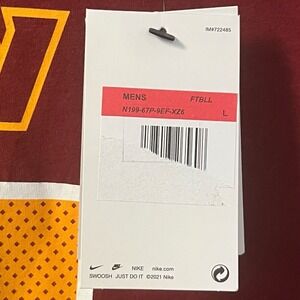 IM#722485
MENS FTBLL
N199-67P-9EF-XZ6 L
NIKE nike.com
SWOOSH JUST DO IT ©2021 Nike